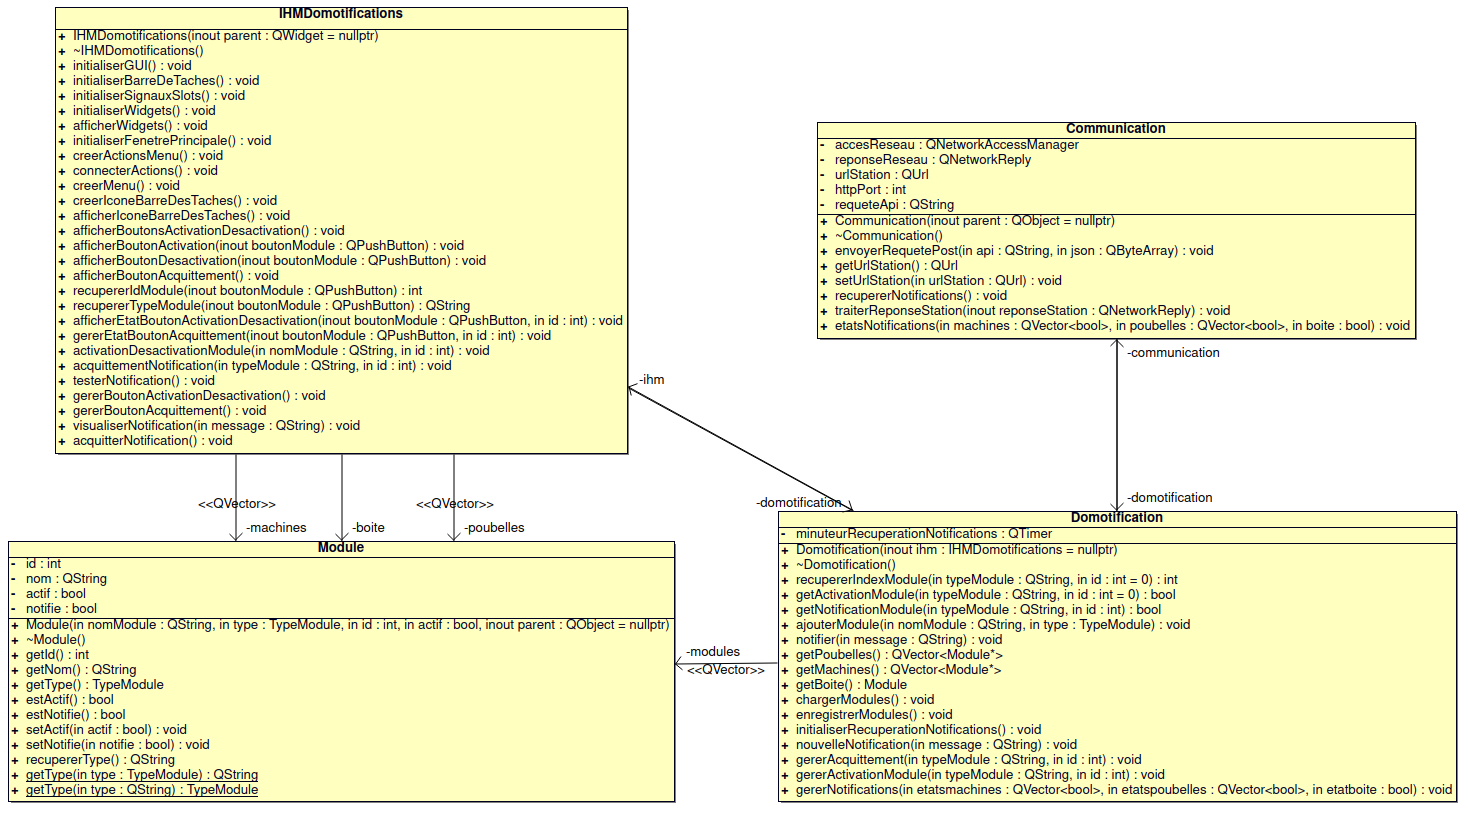 IHMDomotifications
+ IHMDomotifications(inout parent : QWidget = nullptr)
+ ~IHMDomotifications()
+ initialiserGUI() : void
+ initialiserBarreDeTaches() : void
+ initialiserSignauxSlots() : void
+ initialiserWidgets() : void
+ afficherWidgets() : void
+ initialiserFenetrePrincipale() : void
+ creerActionsMenu() : void
+ connecterActions() : void
+ creerMenu() : void
+ creerIconeBarreDesTaches() : void
+ afficherIconeBarreDesTaches() : void
+ afficherBoutonsActivationDesactivation() : void
+ afficherBoutonActivation(inout boutonModule : QPushButton) : void
+ afficherBoutonDesactivation(inout boutonModule : QPushButton) : void
+ afficherBoutonAcquittement() : void
+ recupererIdModule(inout boutonModule : QPushButton) : int
+ recupererTypeModule(inout boutonModule : QPushButton) : QString
+ afficherEtatBoutonActivationDesactivation(inout boutonModule : QPushButton, in id : int) : void
+ gererEtatBoutonAcquittement(inout boutonModule : QPushButton, in id : int) : void
+ activationDesactivationModule(in nomModule : QString, in id : int) : void
+ acquittementNotification(in typeModule : QString, in id : int) : void
+ testerNotification() : void
+ gererBoutonActivationDesactivation() : void
+ gererBoutonAcquittement() : void
+ visualiserNotification(in message : QString) : void
+ acquitterNotification() : void
Communication
- accesReseau : QNetworkAccessManager
- reponseReseau : QNetworkReply
- urlStation : QUrl
- httpPort : int
- requeteApi : QString
+ Communication(inout parent : QObject = nullptr)
+ ~Communication()
+ envoyerRequetePost(in api : QString, in json : QByteArray) : void
+ getUrlStation() : QUrl
+ setUrlStation(in urlStation : QUrl) : void
+ recupererNotifications() : void
+ traiterReponseStation(inout reponseStation : QNetworkReply) : void
+ etatsNotifications(in machines : QVector<bool>, in poubelles : QVector<bool>, in boite : bool) : void
-communication
-ihm
-domotification
-domotification
<<QVector>>
<<QVector>>
-machines
-boite
-poubelles
Module
- id : int
- nom : QString
- actif : bool
- notifie : bool
+ Module(in nomModule : QString, in type : TypeModule, in id : int, in actif : bool, inout parent : QObject = nullptr)
+ ~Module()
+ getId() : int
+ getNom() : QString
+ getType() : TypeModule
+ estActif() : bool
+ estNotifie() : bool
+ setActif(in actif : bool) : void
+ setNotifie(in notifie : bool) : void
+ recupererType() : QString
+ getType(in type : TypeModule) : QString
+ getType(in type : QString) : TypeModule
-modules
<<QVector>>
Domotification
- minuteurRecuperationNotifications : QTimer
+ Domotification(inout ihm : IHMDomotifications = nullptr)
+ ~Domotification()
+ recupererIndexModule(in typeModule : QString, in id : int = 0) : int
+ getActivationModule(in typeModule : QString, in id : int = 0) : bool
+ getNotificationModule(in typeModule : QString, in id : int) : bool
+ ajouterModule(in nomModule : QString, in type : TypeModule) : void
+ notifier(in message : QString) : void
+ getPoubelles() : QVector<Module*>
+ getMachines() : QVector<Module*>
+ getBoite() : Module
+ chargerModules() : void
+ enregistrerModules() : void
+ initialiserRecuperationNotifications() : void
+ nouvelleNotification(in message : QString) : void
+ gererAcquittement(in typeModule : QString, in id : int) : void
+ gererActivationModule(in typeModule : QString, in id : int) : void
+ gererNotifications(in etatsmachines : QVector<bool>, in etatspoubelles : QVector<bool>, in etatboite : bool) : void